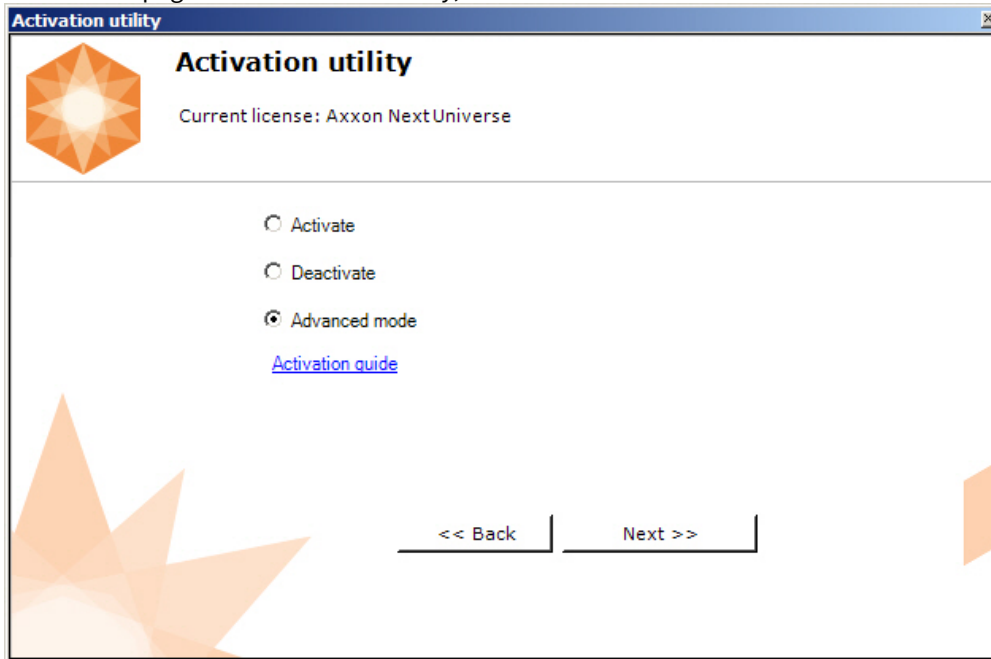 Activation utility
Activation utility
Current license: Axxon Next Universe
Activate
Deactivate
Advanced mode
Activation guide
<< Back
Next >>